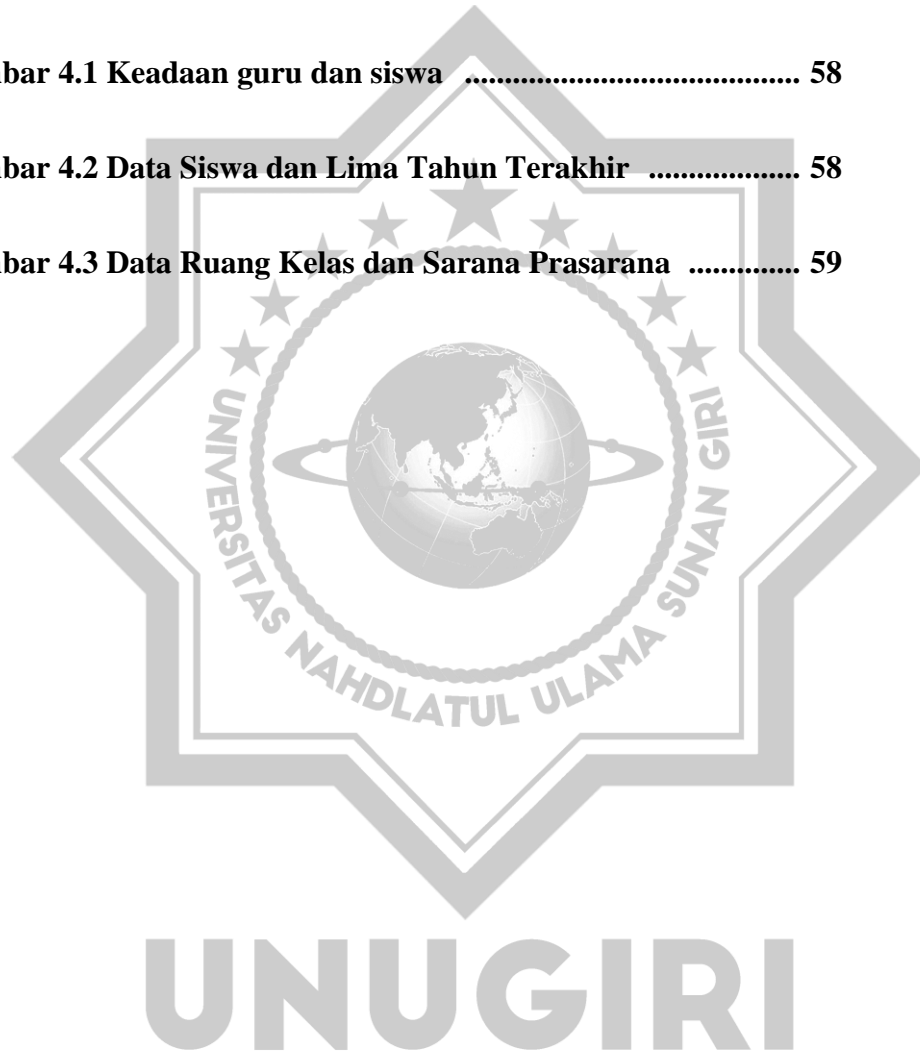 bar 4.1 Keadaan guru dan siswa .......................................... 58
bar 4.2 Data Siswa dan Lima Tahun Terakhir ................... 58
bar 4.3 Data Ruang Kelas dan Sarana Prasarana .............. 59
UNIVERSITAS NAHDLATUL ULAMA SUNAN GIRI
UNUGIRI